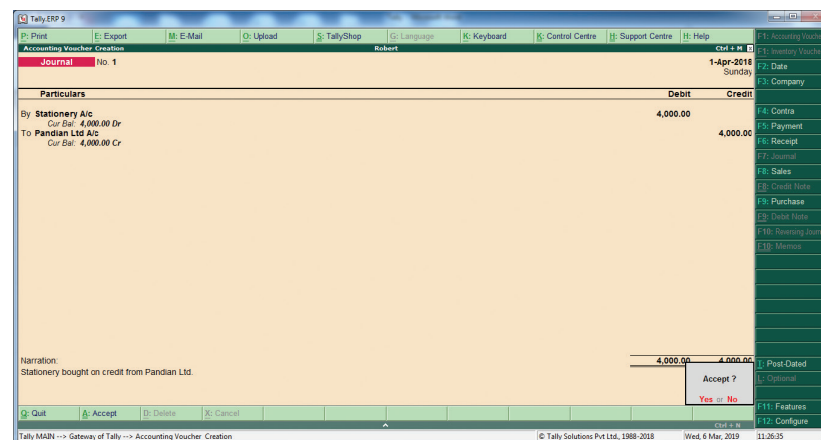 Tally.ERP 9
P: Print E: Export M: E-Mail O: Upload S: TallyShop G: Language K: Keyboard K: Control Centre H: Support Centre H: Help
Accounting Voucher Creation Robert Ctrl + M
Journal No. 1 1-Apr-2018
Sunday
Particulars Debit Credit
By Stationery A/c 4,000.00
Cur Bal: 4,000.00 Dr
To Pandian Ltd A/c 4,000.00
Cur Bal: 4,000.00 Cr
Narration: 4,000.00 4,000.00
Stationery bought on credit from Pandian Ltd.
Accept ?
Yes or No
Q: Quit A: Accept D: Delete X: Cancel
Ctrl + N
Tally MAIN --> Gateway of Tally --> Accounting Voucher Creation © Tally Solutions Pvt Ltd., 1988-2018 Wed, 6 Mar, 2019 11:26:35
F1: Accounting Vouche
F1: Inventory Vouche
F2: Date
F3: Company
F4: Contra
F5: Payment
F6: Receipt
F7: Journal
F8: Sales
F8: Credit Note
F9: Purchase
F9: Debit Note
F10: Reversing Journ
F10: Memos
T: Post-Dated
L: Optional
F11: Features
F12: Configure